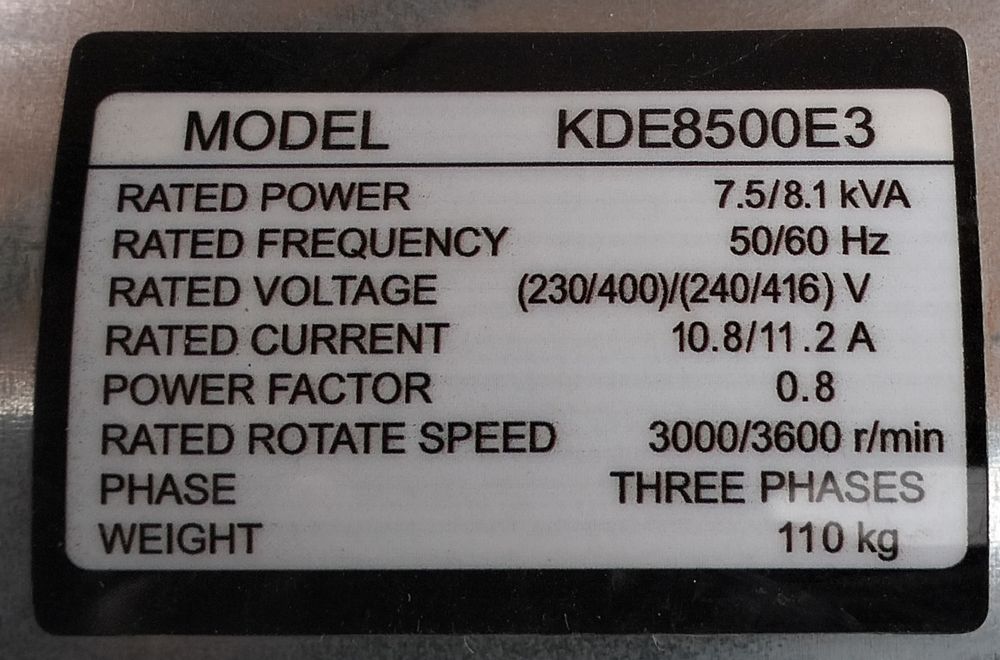 MODEL KDE8500E3
RATED POWER 7.5/8.1 kVA
RATED FREQUENCY 50/60 Hz
RATED VOLTAGE (230/400)/(240/416) V
RATED CURRENT 10.8/11.2 A
POWER FACTOR 0.8
RATED ROTATE SPEED 3000/3600 r/min
PHASE THREE PHASES
WEIGHT 110 kg